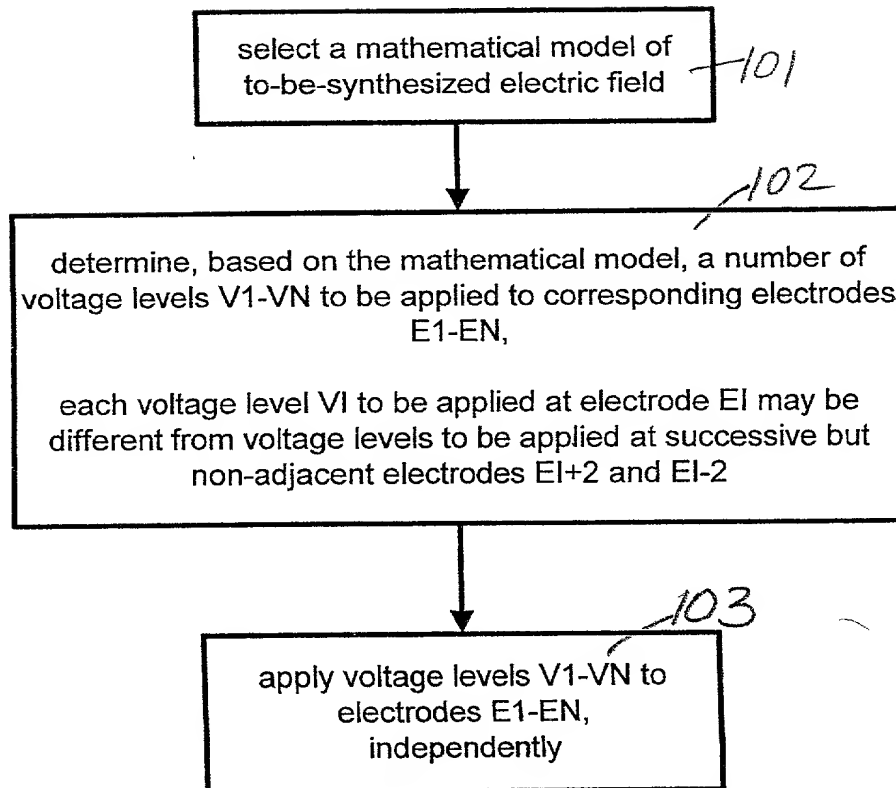 select a mathematical model of
to-be-synthesized electric field
101
102
determine, based on the mathematical model, a number of
voltage levels V1-VN to be applied to corresponding electrodes
E1-EN,
each voltage level VI to be applied at electrode EI may be
different from voltage levels to be applied at successive but
non-adjacent electrodes EI+2 and EI-2
103
apply voltage levels V1-VN to
electrodes E1-EN,
independently